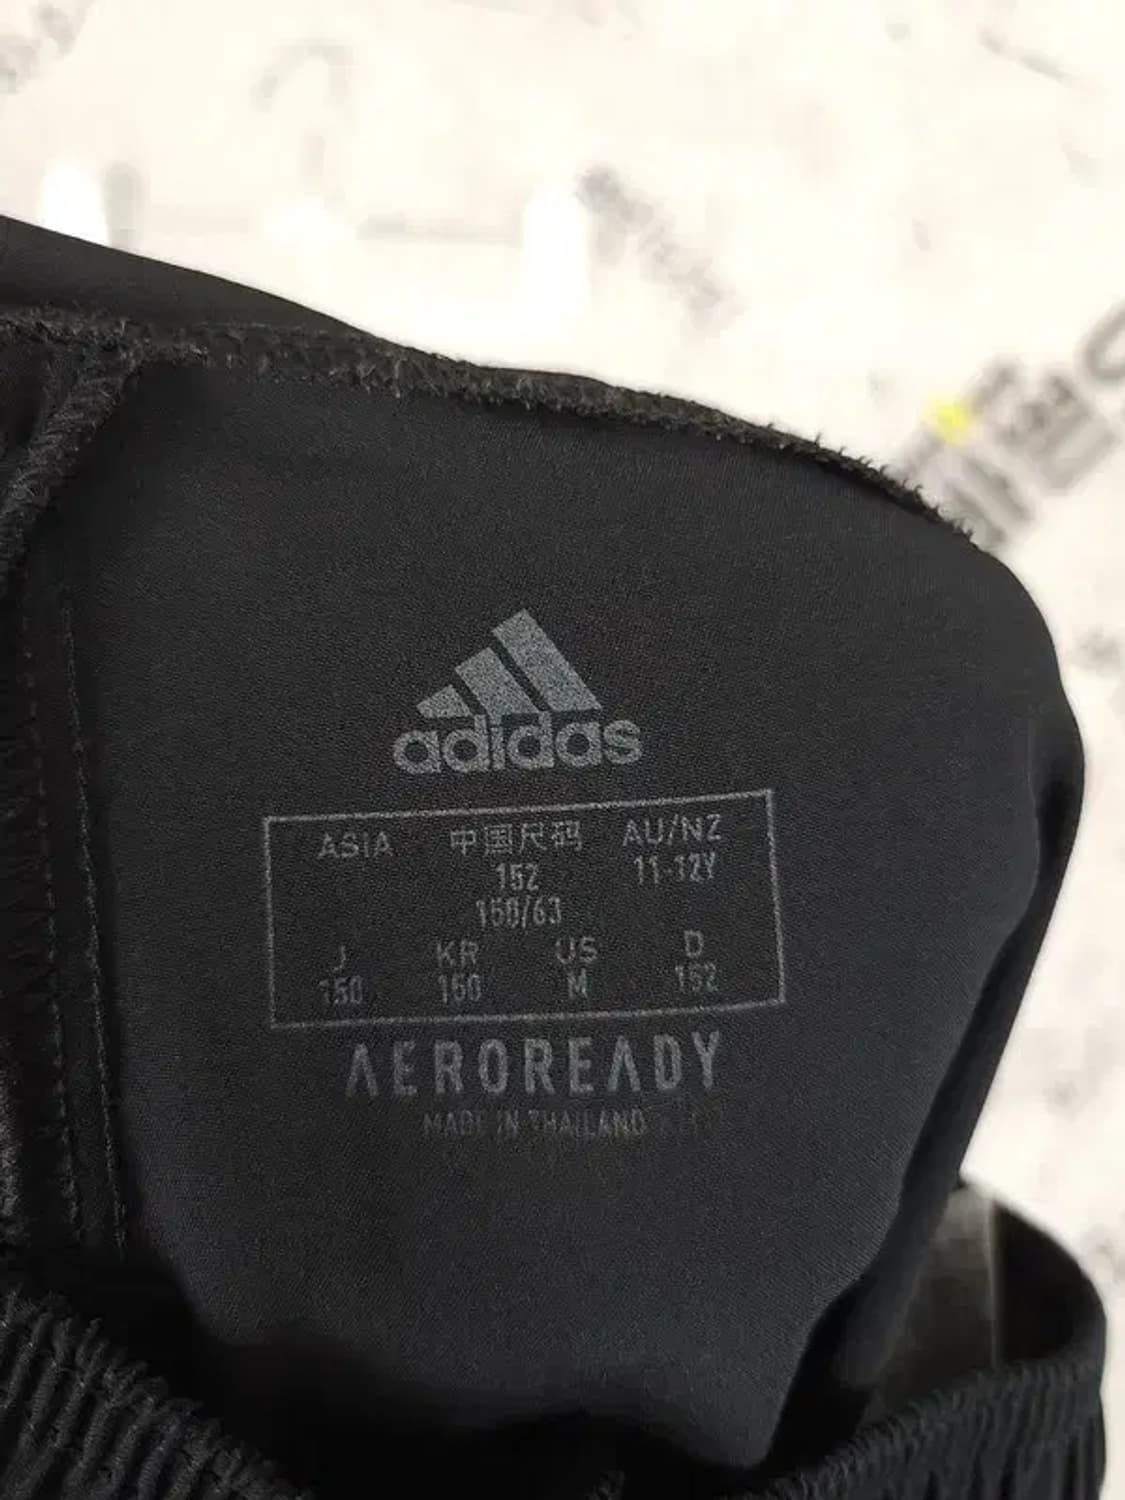 adidas
ASIA 中国尺码 AU/NZ
152 11-12Y
150/63
J KR US D
150 150 M 152
AEROREADY
MADE IN THAILAND